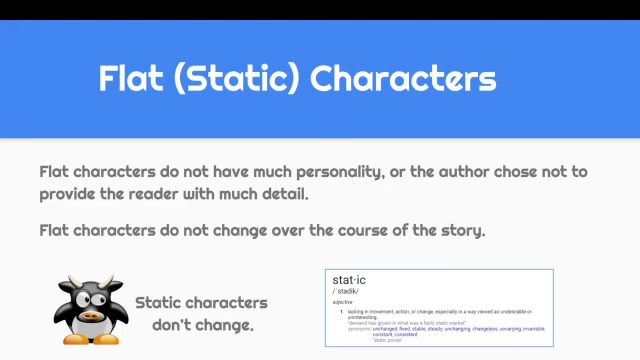 Flat (Static) Characters
Flat characters do not have much personality, or the author chose not to
provide the reader with much detail.
Flat characters do not change over the course of the story.
Static characters
don't change.
stat·ic
/ˈstadik/
adjective
1. lacking in movement, action, or change, especially in a way viewed as undesirable or
uninteresting.
"demand has grown in what was a fairly static market"
synonyms: unchanged, fixed, stable, steady, unchanging, changeless, unvarying, invariable,
constant, consistent
"static prices"